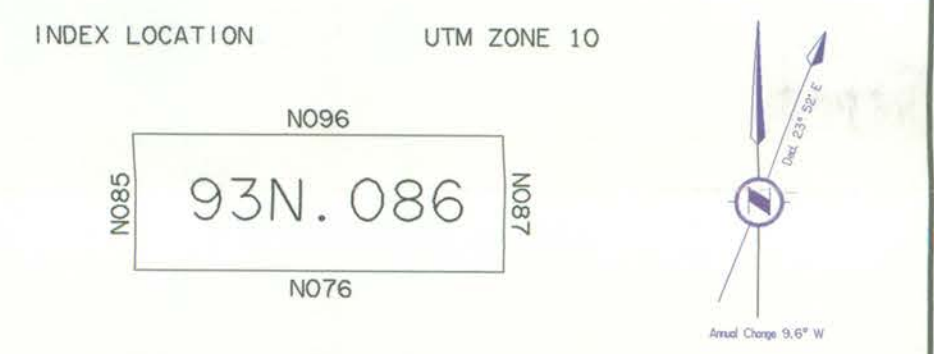 INDEX LOCATION
UTM ZONE 10
N096
N085
93N. 086
N087
N076
Decl. 23° 52' E
Annual Change 9.6° W